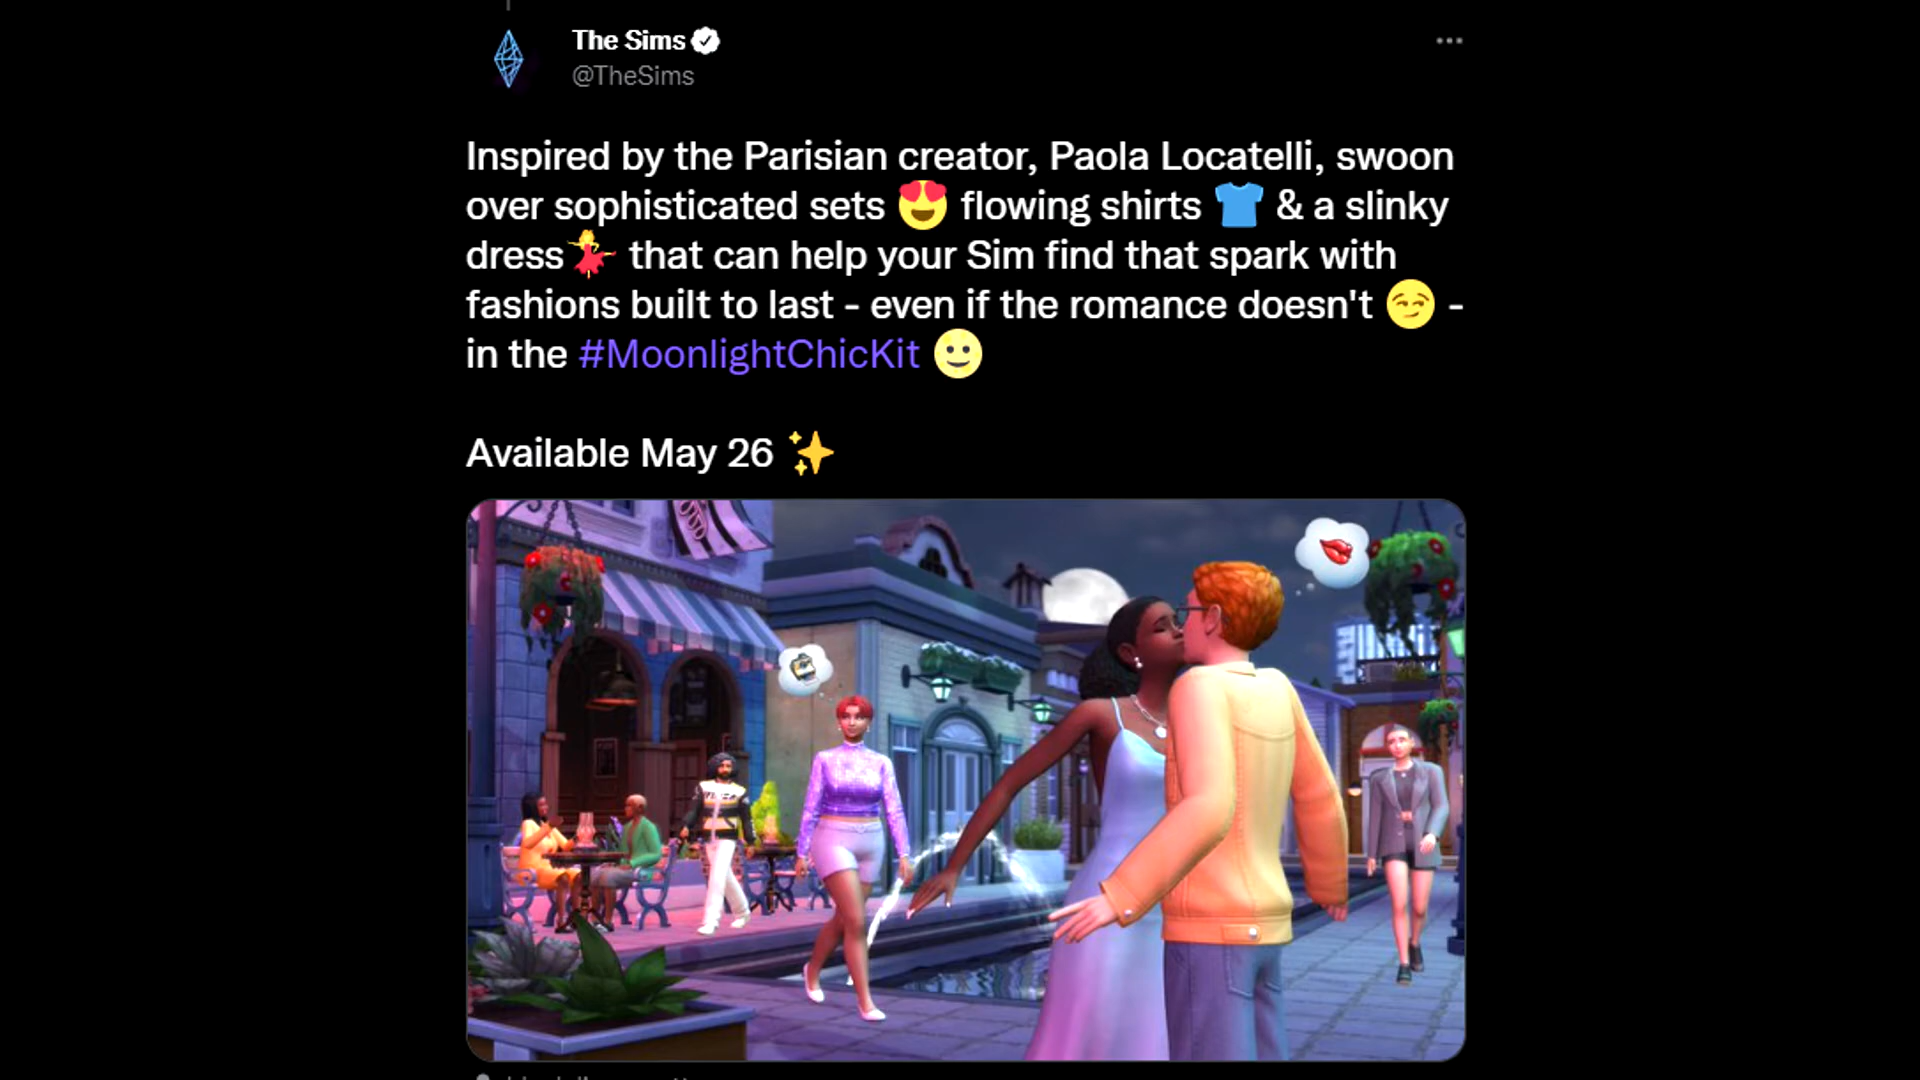 The Sims
@TheSims
Inspired by the Parisian creator, Paola Locatelli, swoon
over sophisticated sets 😍 flowing shirts 👕 & a slinky
dress💃 that can help your Sim find that spark with
fashions built to last - even if the romance doesn't 😏 -
in the #MoonlightChicKit 🙂
Available May 26 ✨